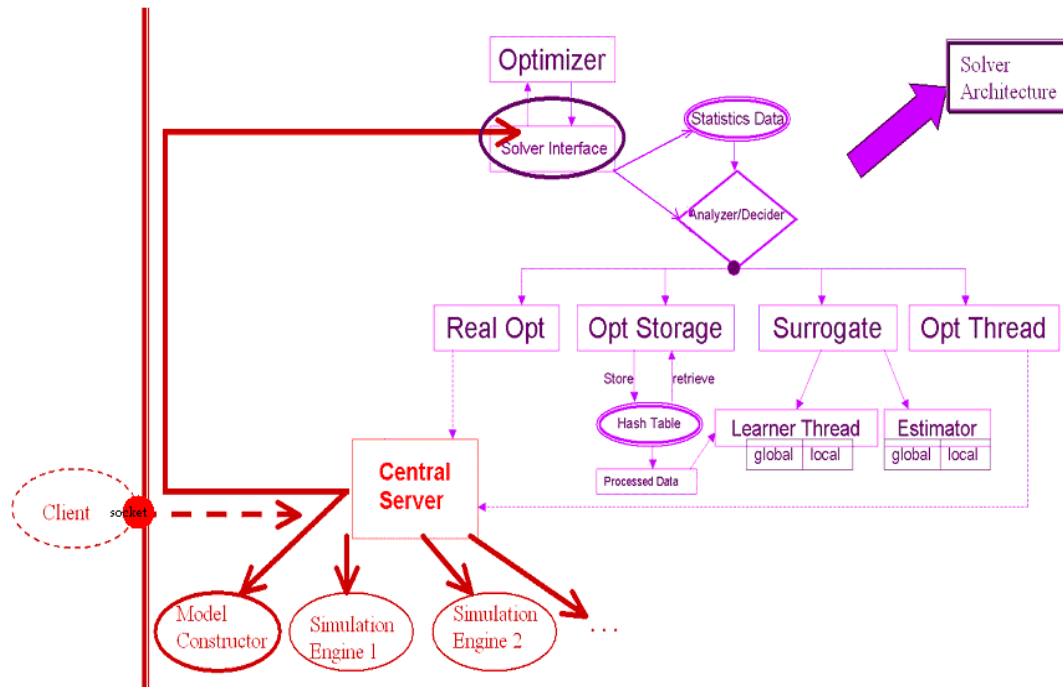 Optimizer
Solver
Architecture
Statistics Data
Solver Interface
Analyzer/Decider
Real Opt
Opt Storage
Surrogate
Opt Thread
Store
retrieve
Hash Table
Learner Thread
Estimator
global
local
global
local
Processed Data
Central
Server
Client
socket
Model
Constructor
Simulation
Engine 1
Simulation
Engine 2
. . .